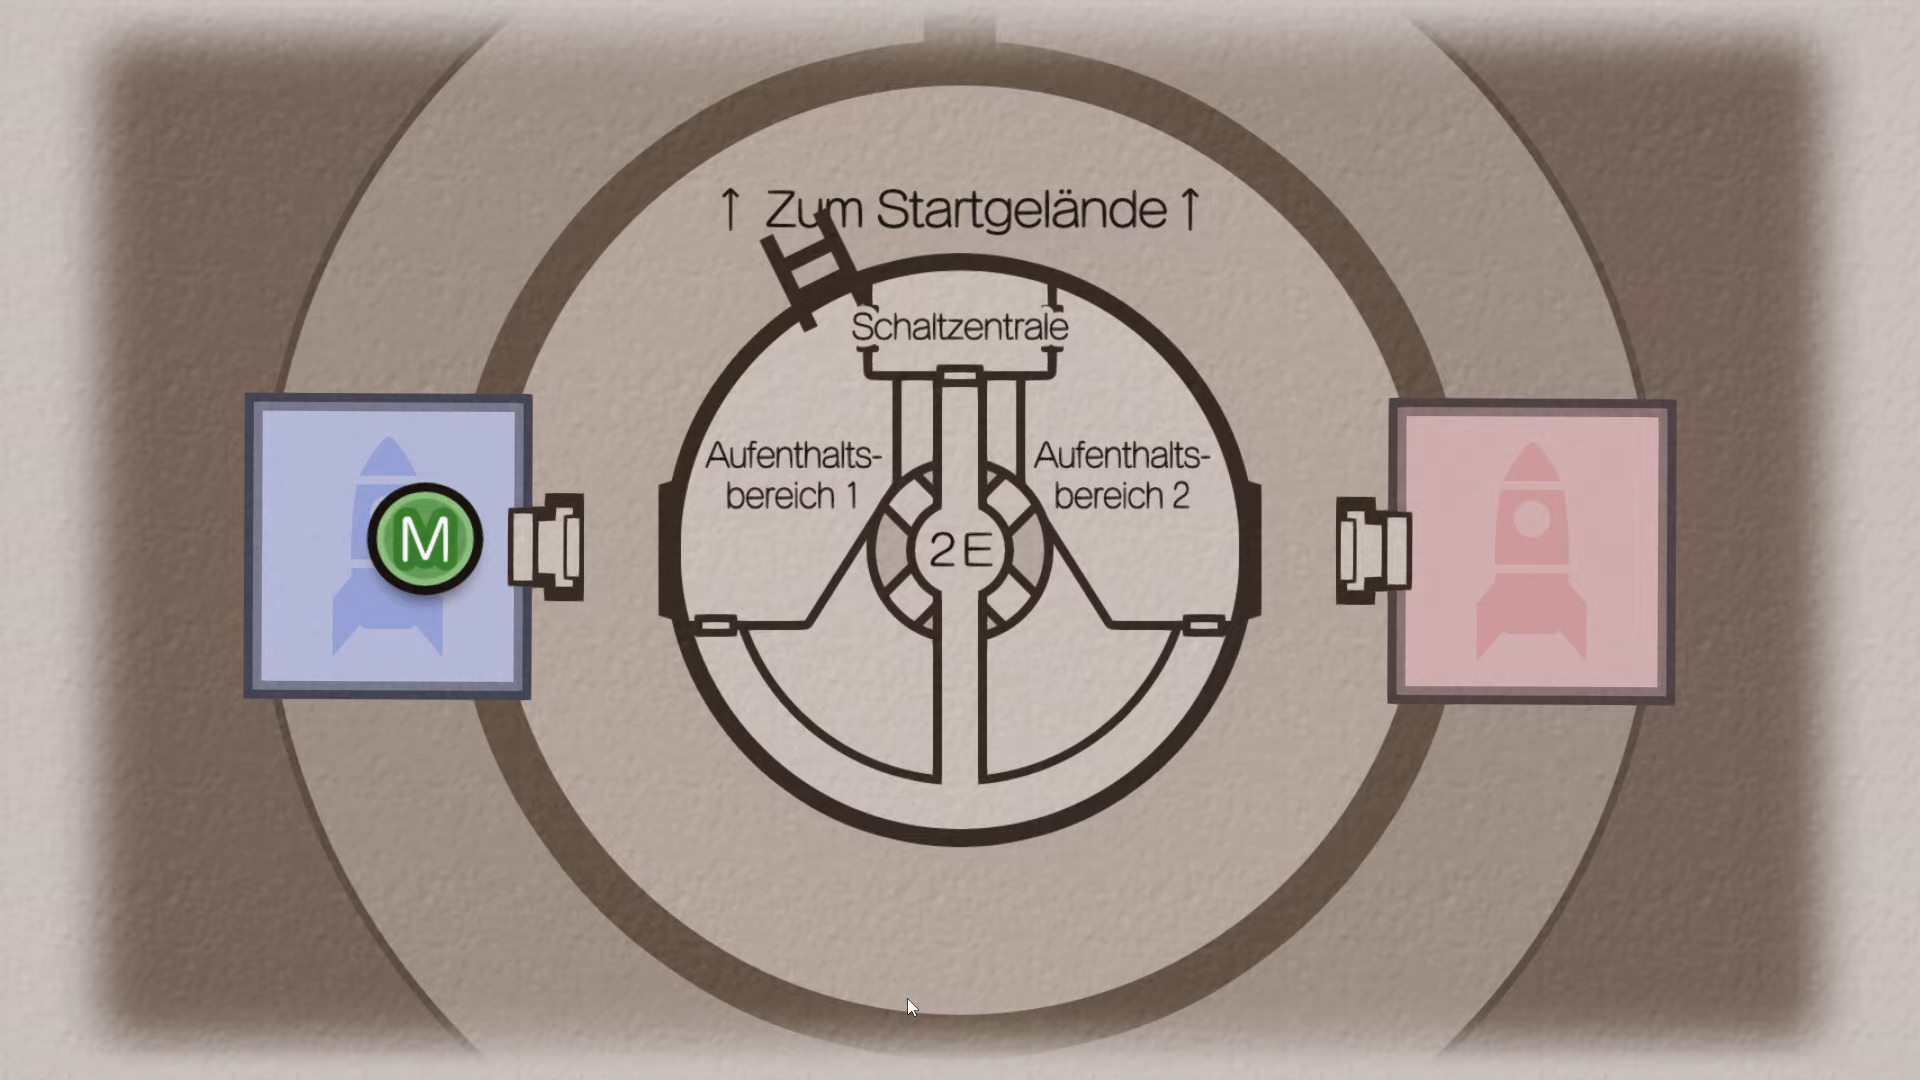 ↑ Zum Startgelände ↑
Schaltzentrale
Aufenthalts-
bereich 1
Aufenthalts-
bereich 2
M
2E